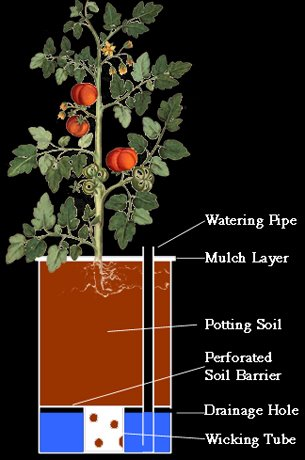 Watering Pipe
Mulch Layer
Potting Soil
Perforated
Soil Barrier
Drainage Hole
Wicking Tube